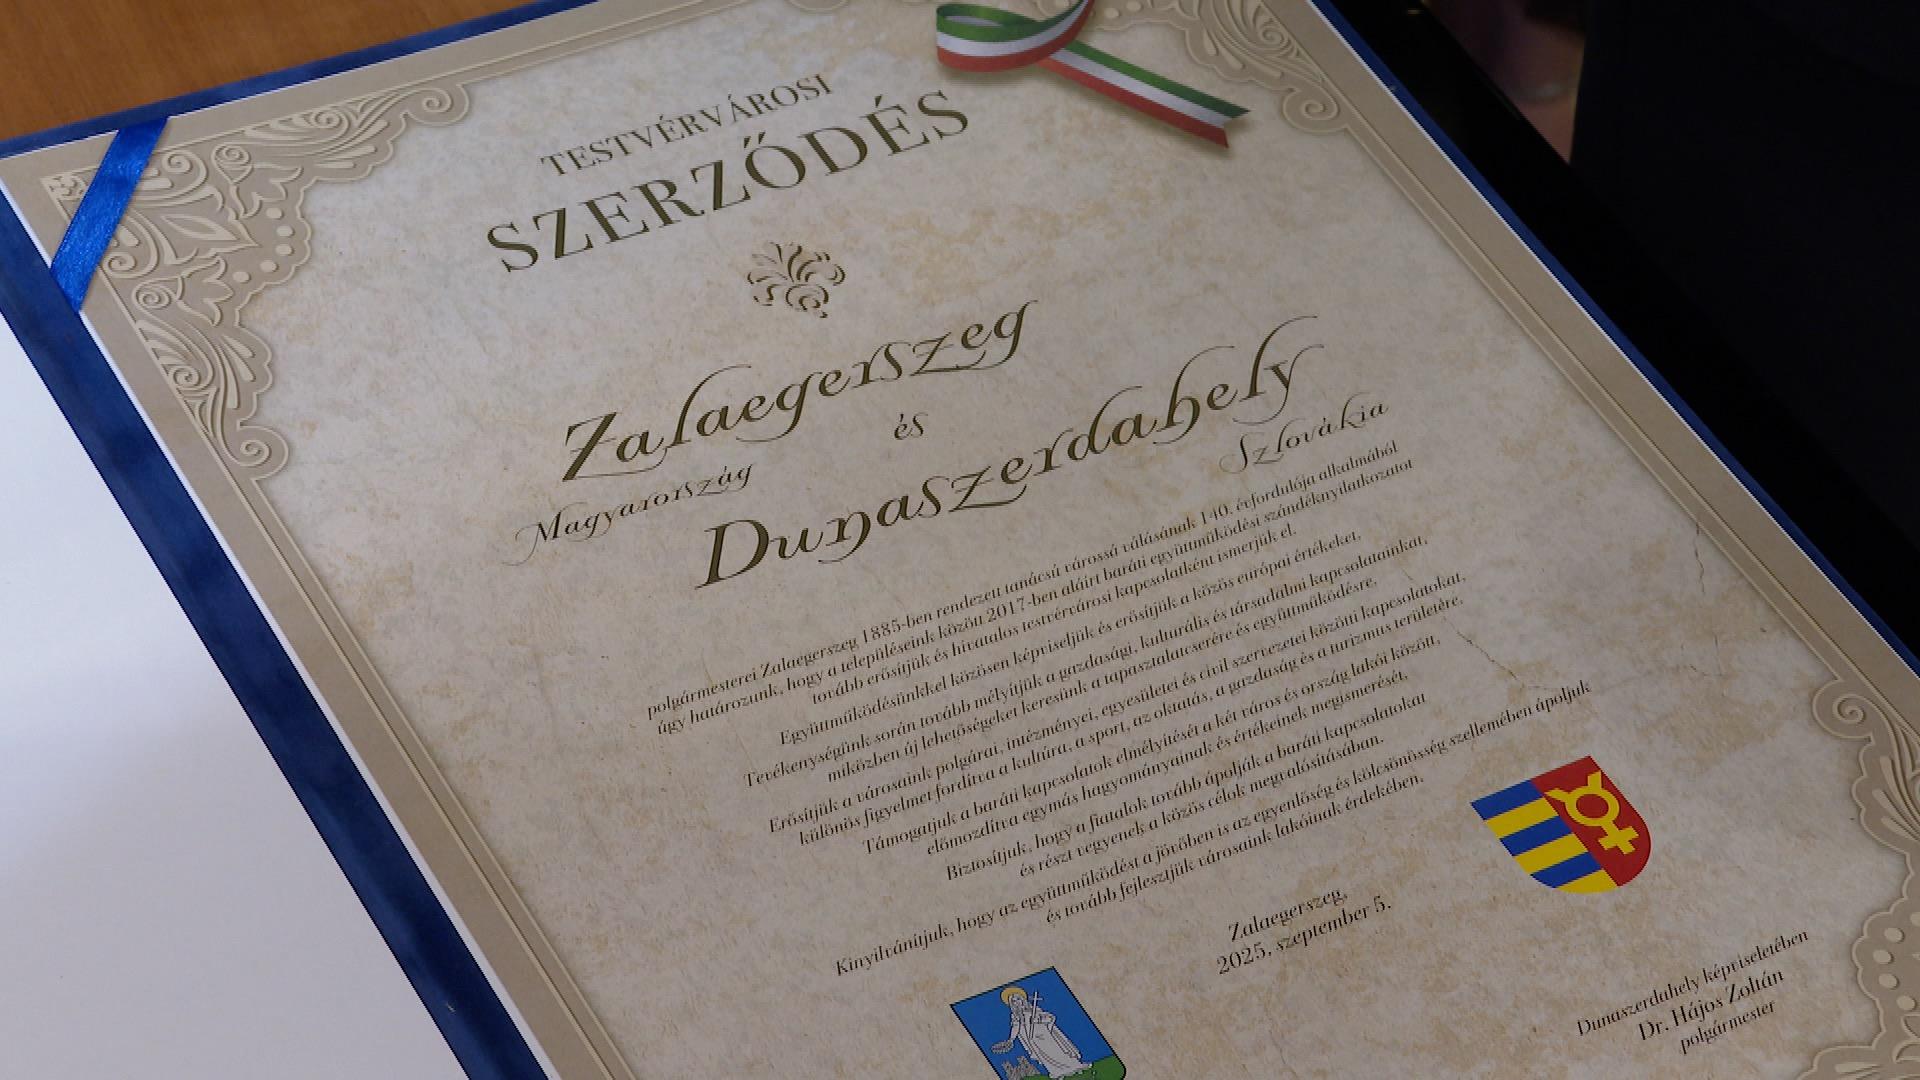 TESTVÉRVÁROSI
SZERZŐDÉS
Zalaegerszeg
Magyarország
és
Dunaszerdahely
Szlovákia
polgármesterei Zalaegerszeg 1885-ben rendezett tanácsú várossá válásának 140. évfordulója alkalmából
úgy határozunk, hogy a településeink között 2017-ben aláírt baráti együttműködési szándéknyilatkozatot
tovább erősítjük és hivatalos testvérvárosi kapcsolatként ismerjük el.
Együttműködésünkkel közösen képviseljük és erősítjük a közös európai értékeket.
Tevékenységünk során tovább mélyítjük a gazdasági, kulturális és társadalmi kapcsolatainkat,
miközben új lehetőségeket keresünk a tapasztalatcserére és együttműködésre.
Erősítjük a városaink polgárai, intézményei, egyesületei és civil szervezetei közötti kapcsolatokat,
különös figyelmet fordítva a kultúra, a sport, az oktatás, a gazdaság és a turizmus területére.
Támogatjuk a baráti kapcsolatok elmélyítését a két város és ország lakói között,
előmozdítva egymás hagyományainak és értékeinek megismerését.
Biztosítjuk, hogy a fiatalok tovább ápolják a baráti kapcsolatokat
és részt vegyenek a közös célok megvalósításában.
Kinyilvánítjuk, hogy az együttműködést a jövőben is az egyenlőség és kölcsönösség szellemében ápoljuk
és tovább fejlesztjük városaink lakóinak érdekében.
Zalaegerszeg,
2025. szeptember 5.
Dunaszerdahely képviseletében
Dr. Hájos Zoltán
polgármester